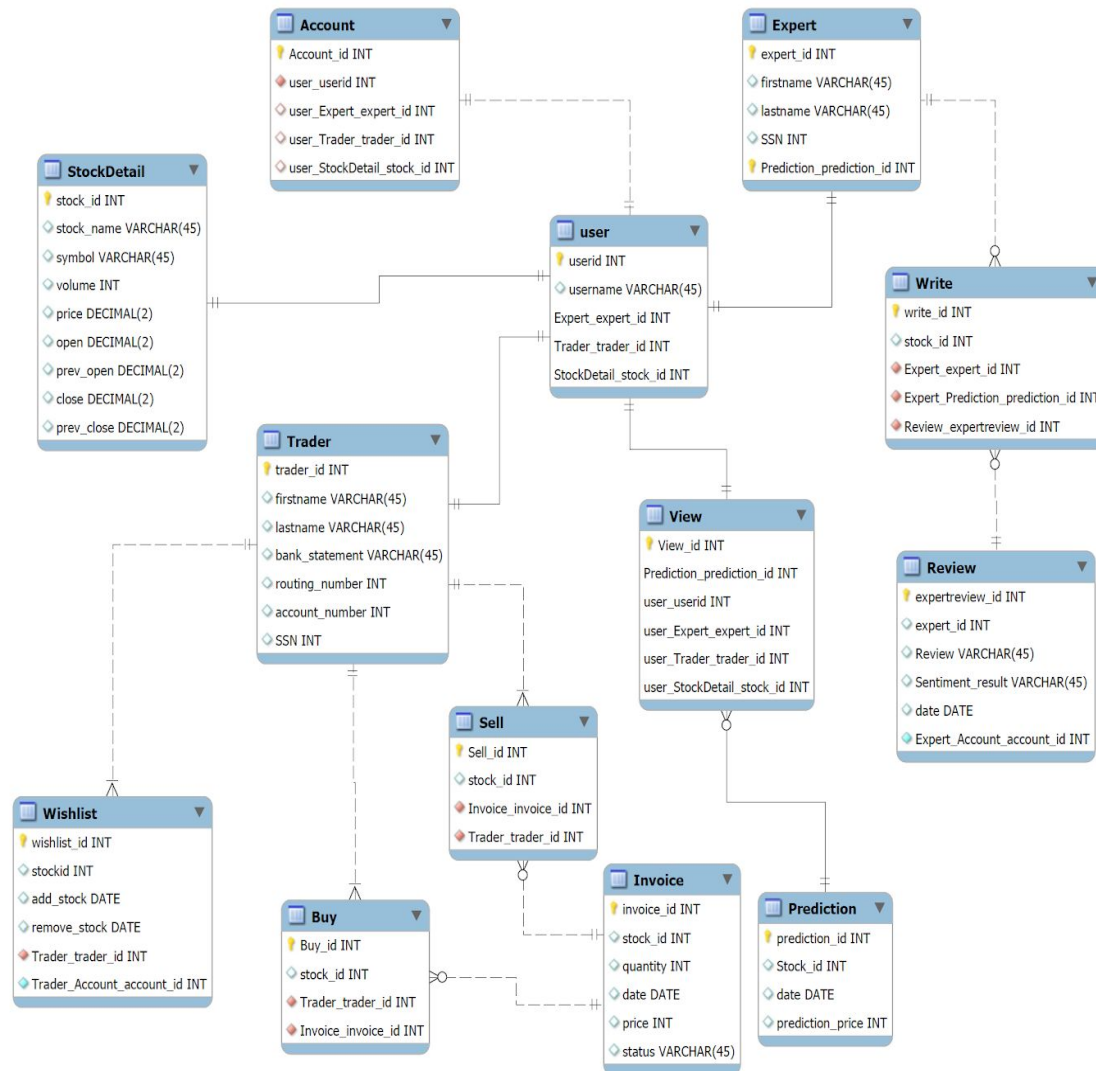 Account
Account_id INT
user_userid INT
user_Expert_expert_id INT
user_Trader_trader_id INT
user_StockDetail_stock_id INT
Expert
expert_id INT
firstname VARCHAR(45)
lastname VARCHAR(45)
SSN INT
Prediction_prediction_id INT
StockDetail
stock_id INT
stock_name VARCHAR(45)
symbol VARCHAR(45)
volume INT
price DECIMAL(2)
open DECIMAL(2)
prev_open DECIMAL(2)
close DECIMAL(2)
prev_close DECIMAL(2)
user
userid INT
username VARCHAR(45)
Expert_expert_id INT
Trader_trader_id INT
StockDetail_stock_id INT
Write
write_id INT
stock_id INT
Expert_expert_id INT
Expert_Prediction_prediction_id INT
Review_expertreview_id INT
Trader
trader_id INT
firstname VARCHAR(45)
lastname VARCHAR(45)
bank_statement VARCHAR(45)
routing_number INT
account_number INT
SSN INT
View
View_id INT
Prediction_prediction_id INT
user_userid INT
user_Expert_expert_id INT
user_Trader_trader_id INT
user_StockDetail_stock_id INT
Review
expertreview_id INT
expert_id INT
Review VARCHAR(45)
Sentiment_result VARCHAR(45)
date DATE
Expert_Account_account_id INT
Sell
Sell_id INT
stock_id INT
Invoice_invoice_id INT
Trader_trader_id INT
Wishlist
wishlist_id INT
stockid INT
add_stock DATE
remove_stock DATE
Trader_trader_id INT
Trader_Account_account_id INT
Buy
Buy_id INT
stock_id INT
Trader_trader_id INT
Invoice_invoice_id INT
Invoice
invoice_id INT
stock_id INT
quantity INT
date DATE
price INT
status VARCHAR(45)
Prediction
prediction_id INT
Stock_id INT
date DATE
prediction_price INT